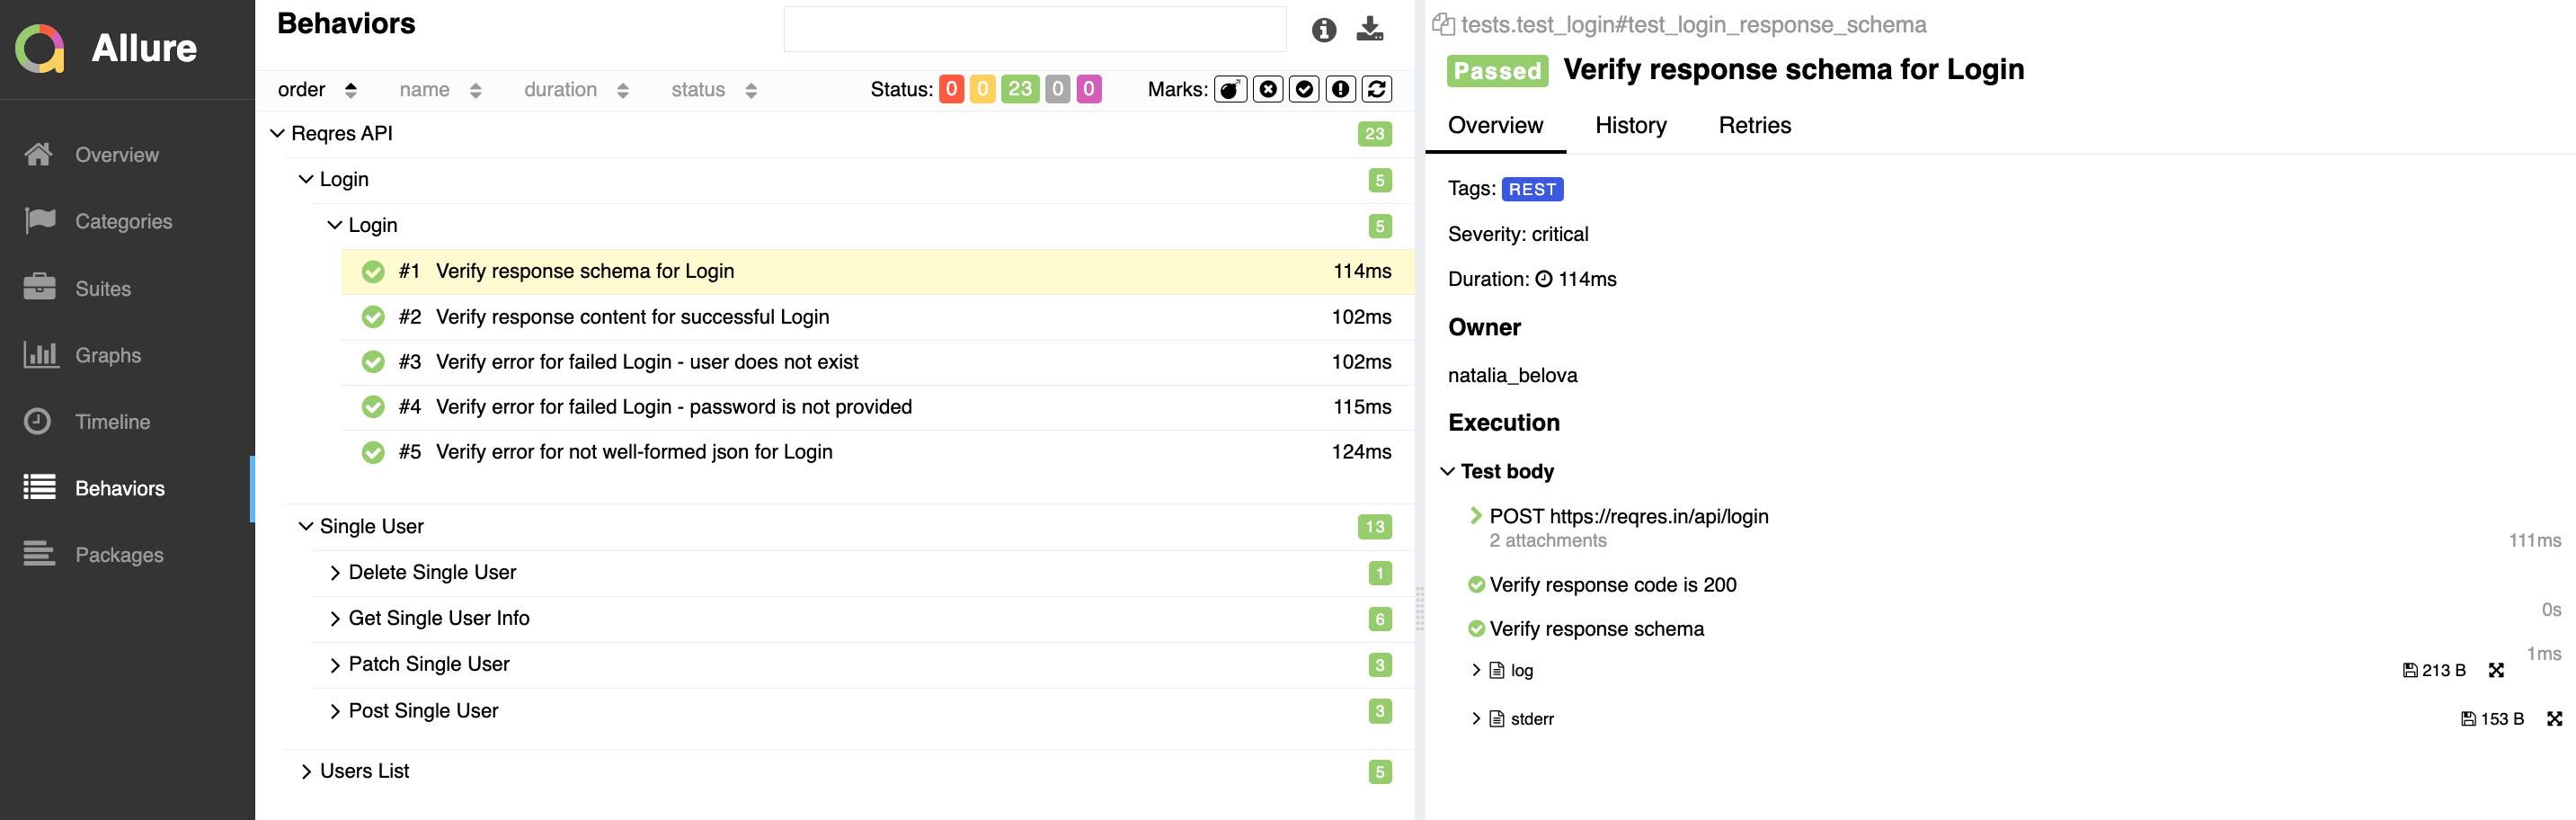 Allure
Overview
Categories
Suites
Graphs
Timeline
Behaviors
Packages
Behaviors
order name duration status Status: 0 0 23 0 0 Marks:
Reqres API 23
Login 5
Login 5
#1 Verify response schema for Login 114ms
#2 Verify response content for successful Login 102ms
#3 Verify error for failed Login - user does not exist 102ms
#4 Verify error for failed Login - password is not provided 115ms
#5 Verify error for not well-formed json for Login 124ms
Single User 13
Delete Single User 1
Get Single User Info 6
Patch Single User 3
Post Single User 3
Users List 5
tests.test_login#test_login_response_schema
Passed Verify response schema for Login
Overview History Retries
Tags: REST
Severity: critical
Duration: 114ms
Owner
natalia_belova
Execution
Test body
POST https://reqres.in/api/login
2 attachments 111ms
Verify response code is 200
0s
Verify response schema
1ms
log 213 B
stderr 153 B